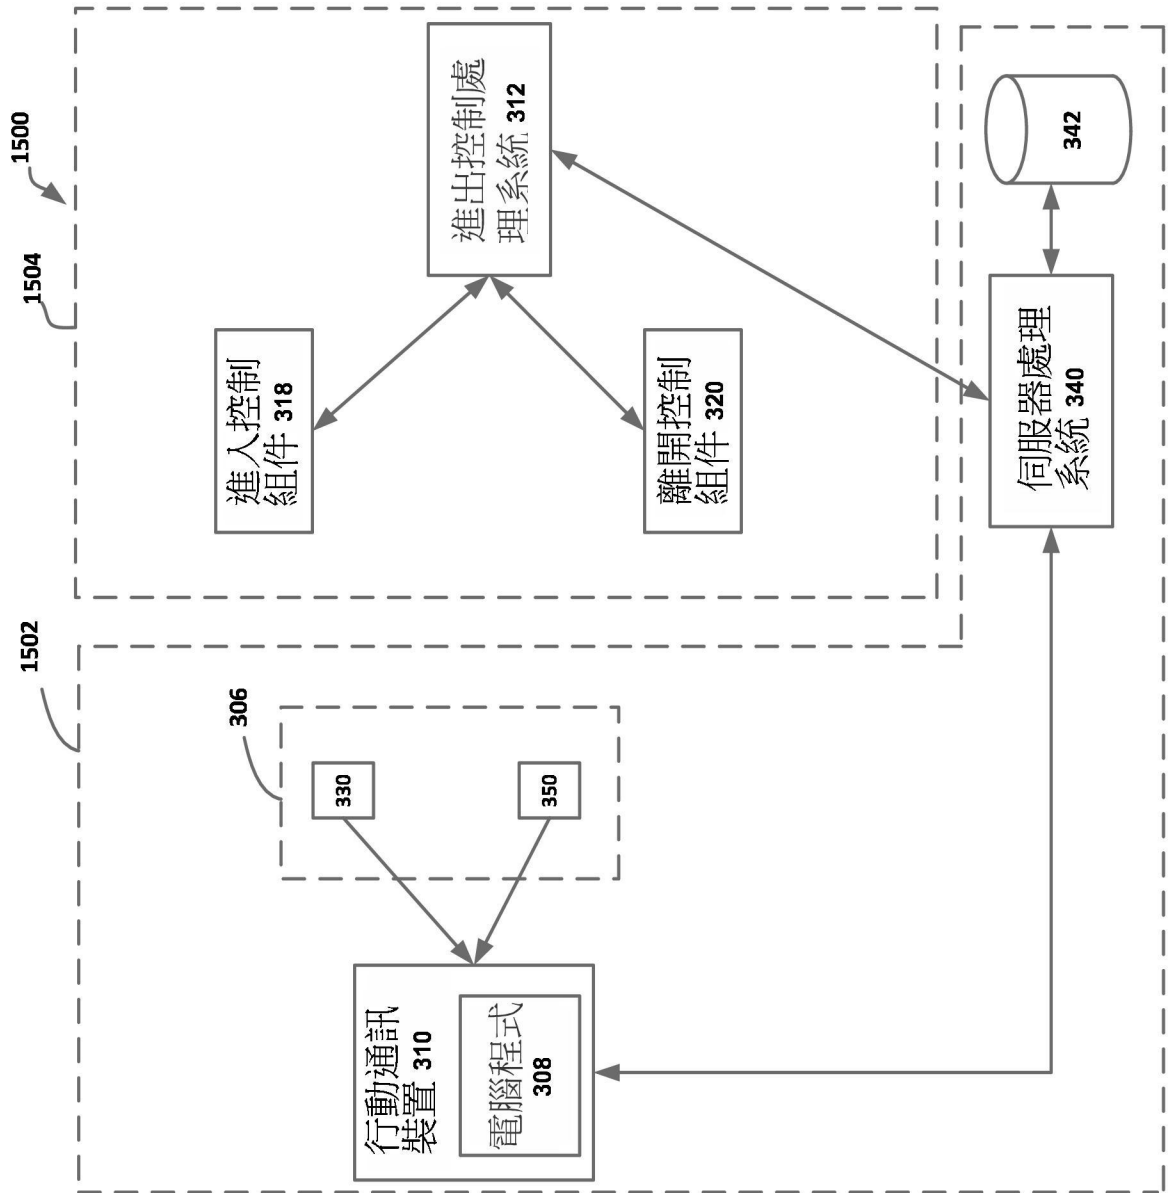 1502
1504
1500
306
進入控制
組件 318
330
行動通訊
裝置 310
電腦程式
308
進出控制處
理系統 312
350
離開控制
組件 320
伺服器處理
系統 340
342